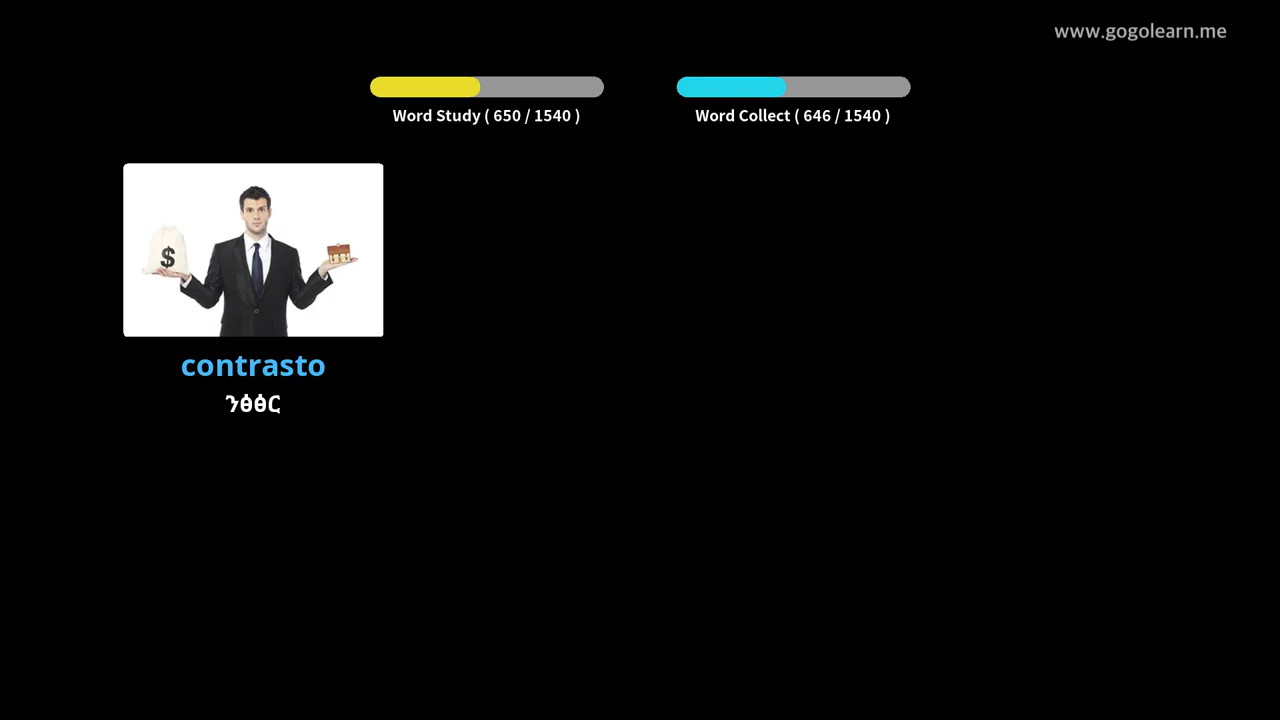 www.gogolearn.me
Word Study ( 650 / 1540 )
Word Collect ( 646 / 1540 )
$
contrasto
ንፅፅር